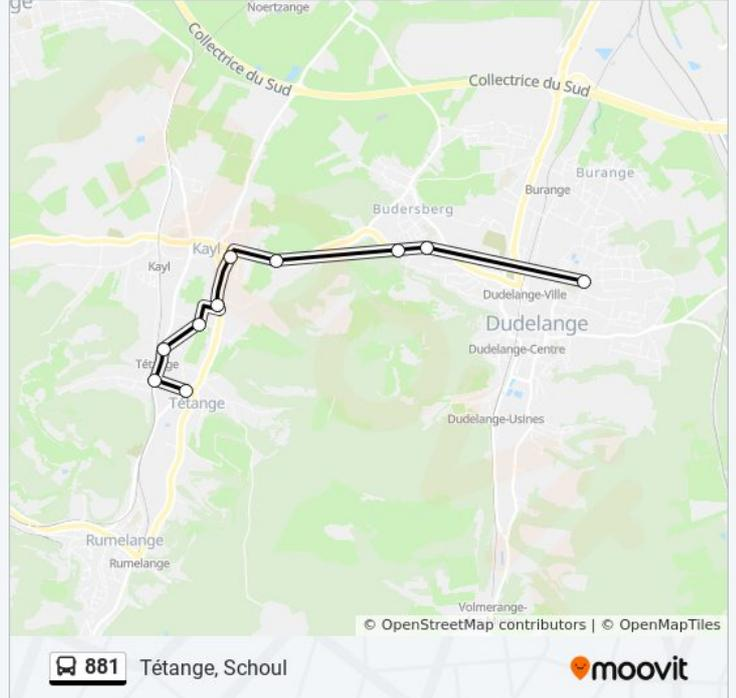 ge
Noertzange
Collectrice du Sud
Collectrice du Sud
Burange
Burange
Budersberg
Kayl
Kayl
Dudelange-Ville
Dudelange
Dudelange-Centre
Tétange
Tétange
Dudelange-Usines
Rumelange
Rumelange
Volmerange-
© OpenStreetMap contributors | © OpenMapTiles
881 Tétange, Schoul
moovit